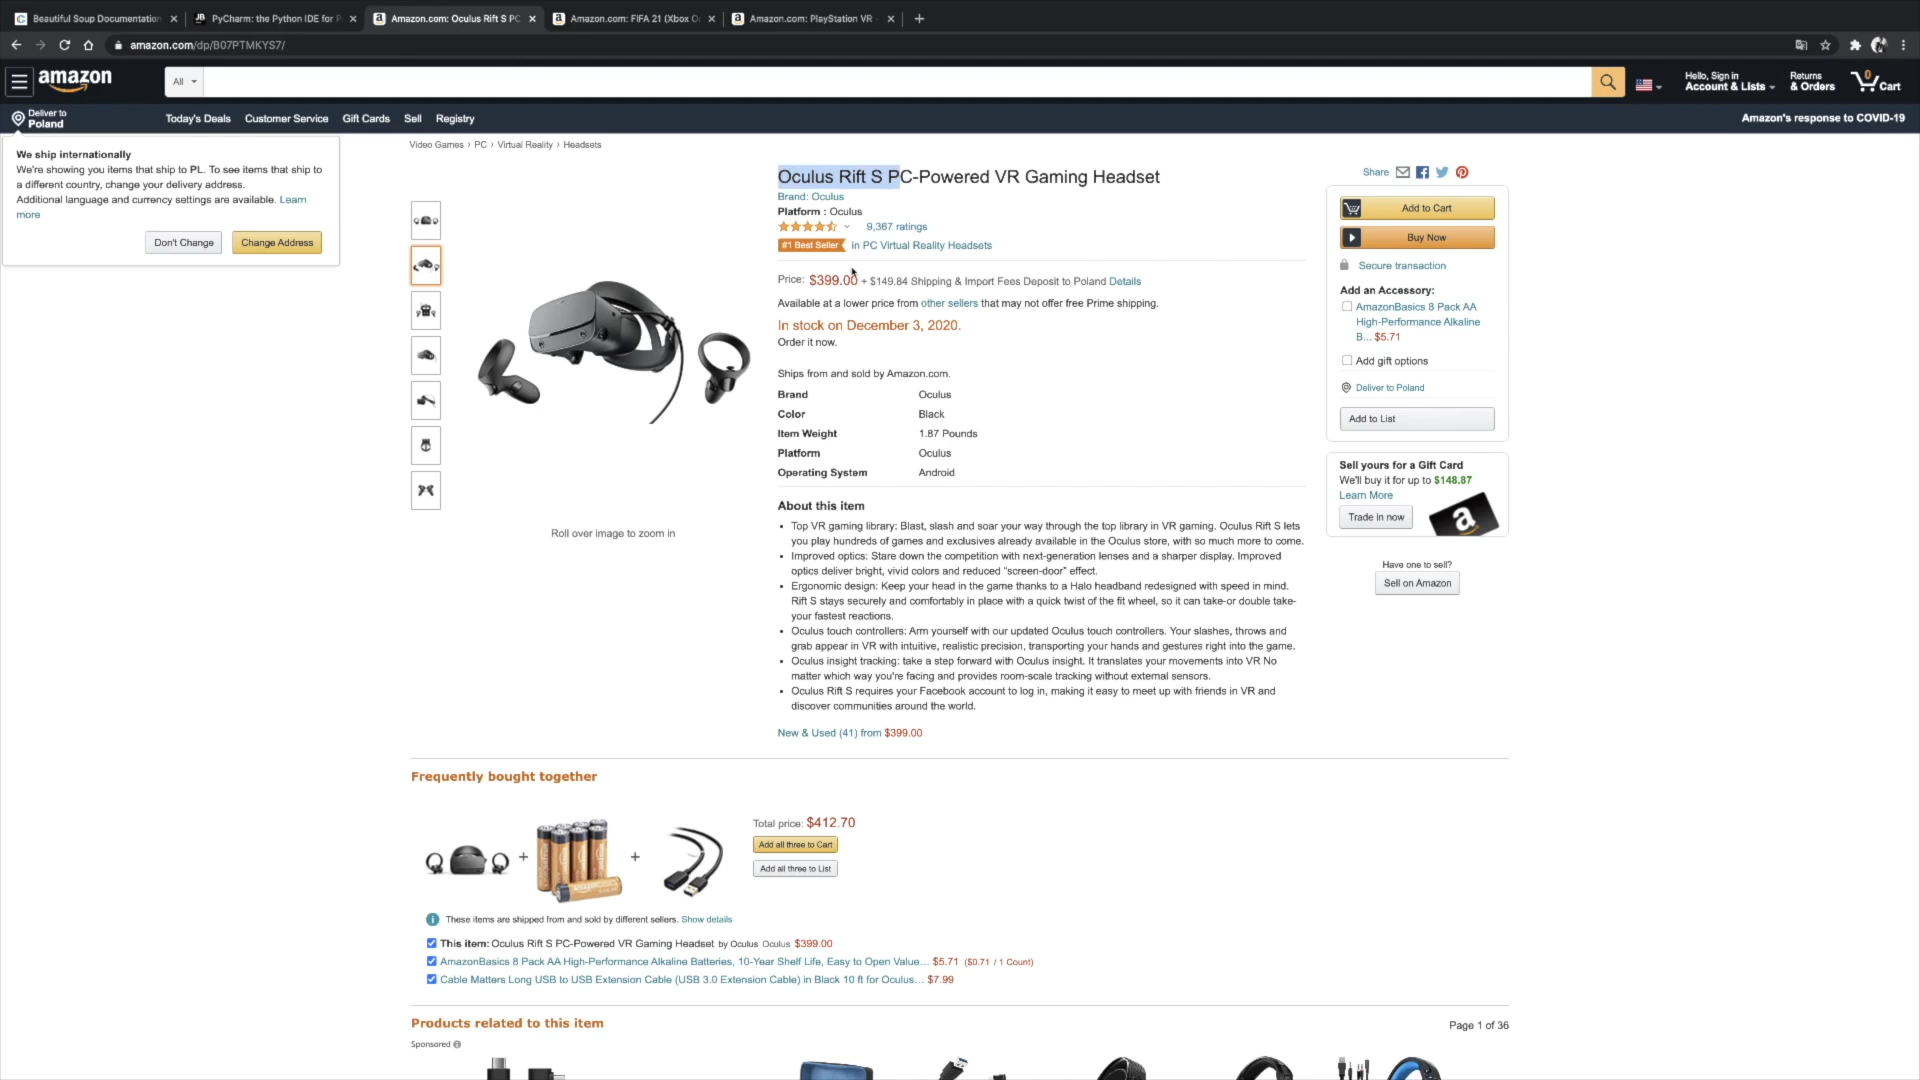 Beautiful Soup Documentation
PyCharm: the Python IDE for P
Amazon.com: Oculus Rift S PC
Amazon.com: FIFA 21 (Xbox O
Amazon.com: PlayStation VR
amazon.com/dp/B07PTMKYS7/
amazon
All
Hello, Sign in
Account & Lists
Returns
& Orders
0
Cart
Deliver to
Poland
Today's Deals
Customer Service
Gift Cards
Sell
Registry
Amazon's response to COVID-19
We ship internationally
We're showing you items that ship to PL. To see items that ship to
a different country, change your delivery address.
Additional language and currency settings are available. Learn
more
Don't Change
Change Address
Video Games › PC › Virtual Reality › Headsets
Oculus Rift S PC-Powered VR Gaming Headset
Brand: Oculus
Platform : Oculus
9,367 ratings
#1 Best Seller in PC Virtual Reality Headsets
Price: $399.00 + $149.84 Shipping & Import Fees Deposit to Poland Details
Available at a lower price from other sellers that may not offer free Prime shipping.
In stock on December 3, 2020.
Order it now.
Ships from and sold by Amazon.com.
Brand Oculus
Color Black
Item Weight 1.87 Pounds
Platform Oculus
Operating System Android
About this item
• Top VR gaming library: Blast, slash and soar your way through the top library in VR gaming. Oculus Rift S lets
you play hundreds of games and exclusives already available in the Oculus store, with so much more to come.
• Improved optics: Stare down the competition with next-generation lenses and a sharper display. Improved
optics deliver bright, vivid colors and reduced "screen-door" effect.
• Ergonomic design: Keep your head in the game thanks to a Halo headband redesigned with speed in mind.
Rift S stays securely and comfortably in place with a quick twist of the fit wheel, so it can take-or double take-
your fastest reactions.
• Oculus touch controllers: Arm yourself with our updated Oculus touch controllers. Your slashes, throws and
grab appear in VR with intuitive, realistic precision, transporting your hands and gestures right into the game.
• Oculus insight tracking: take a step forward with Oculus insight. It translates your movements into VR No
matter which way you're facing and provides room-scale tracking without external sensors.
• Oculus Rift S requires your Facebook account to log in, making it easy to meet up with friends in VR and
discover communities around the world.
New & Used (41) from $399.00
Roll over image to zoom in
Share
Add to Cart
Buy Now
Secure transaction
Add an Accessory:
AmazonBasics 8 Pack AA
High-Performance Alkaline
B... $5.71
Add gift options
Deliver to Poland
Add to List
Sell yours for a Gift Card
We'll buy it for up to $148.87
Learn More
Trade in now
Have one to sell?
Sell on Amazon
Frequently bought together
Total price: $412.70
Add all three to Cart
Add all three to List
These items are shipped from and sold by different sellers. Show details
This item: Oculus Rift S PC-Powered VR Gaming Headset by Oculus Oculus $399.00
AmazonBasics 8 Pack AA High-Performance Alkaline Batteries, 10-Year Shelf Life, Easy to Open Value... $5.71 ($0.71 / 1 Count)
Cable Matters Long USB to USB Extension Cable (USB 3.0 Extension Cable) in Black 10 ft for Oculus... $7.99
Products related to this item
Page 1 of 36
Sponsored